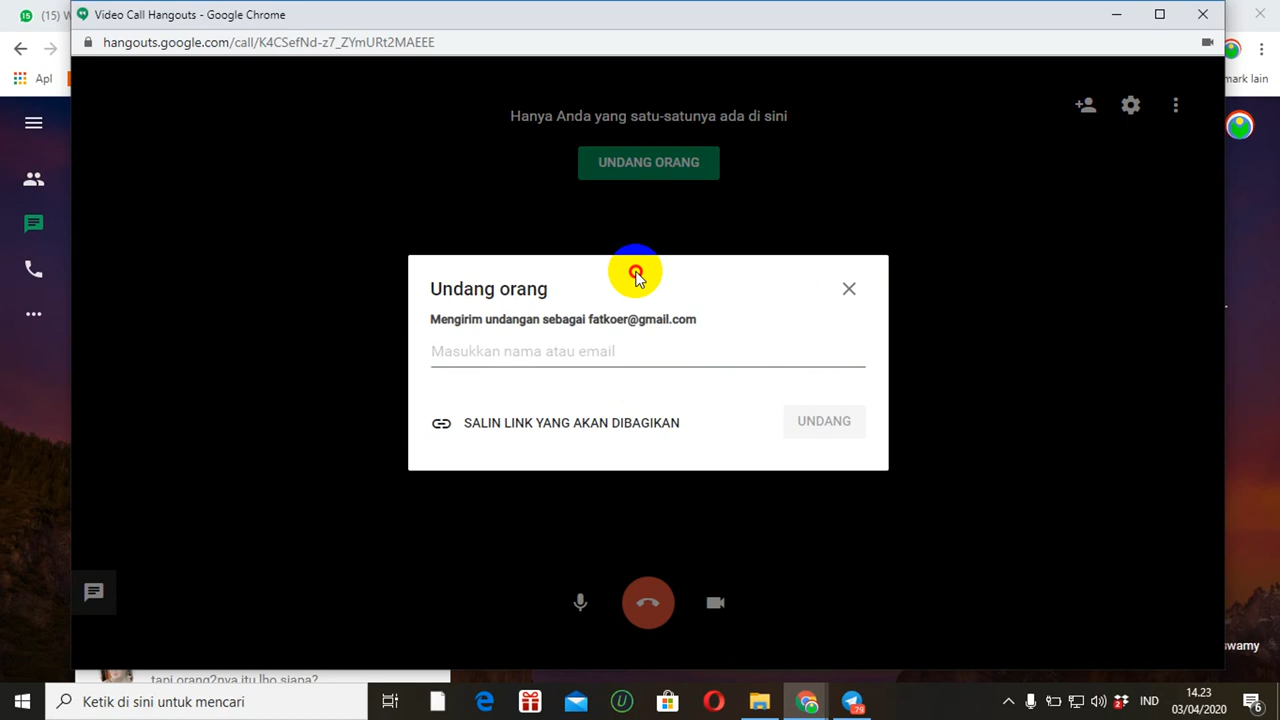 (15) W
Video Call Hangouts - Google Chrome
hangouts.google.com/call/K4CSefNd-z7_ZYmURt2MAEEE
Apl
mark lain
Hanya Anda yang satu-satunya ada di sini
UNDANG ORANG
Undang orang
Mengirim undangan sebagai fatkoer@gmail.com
Masukkan nama atau email
SALIN LINK YANG AKAN DIBAGIKAN
UNDANG
swamy
tapi orang2nya itu lho siapa?
Ketik di sini untuk mencari
79
IND
14.23
03/04/2020
6